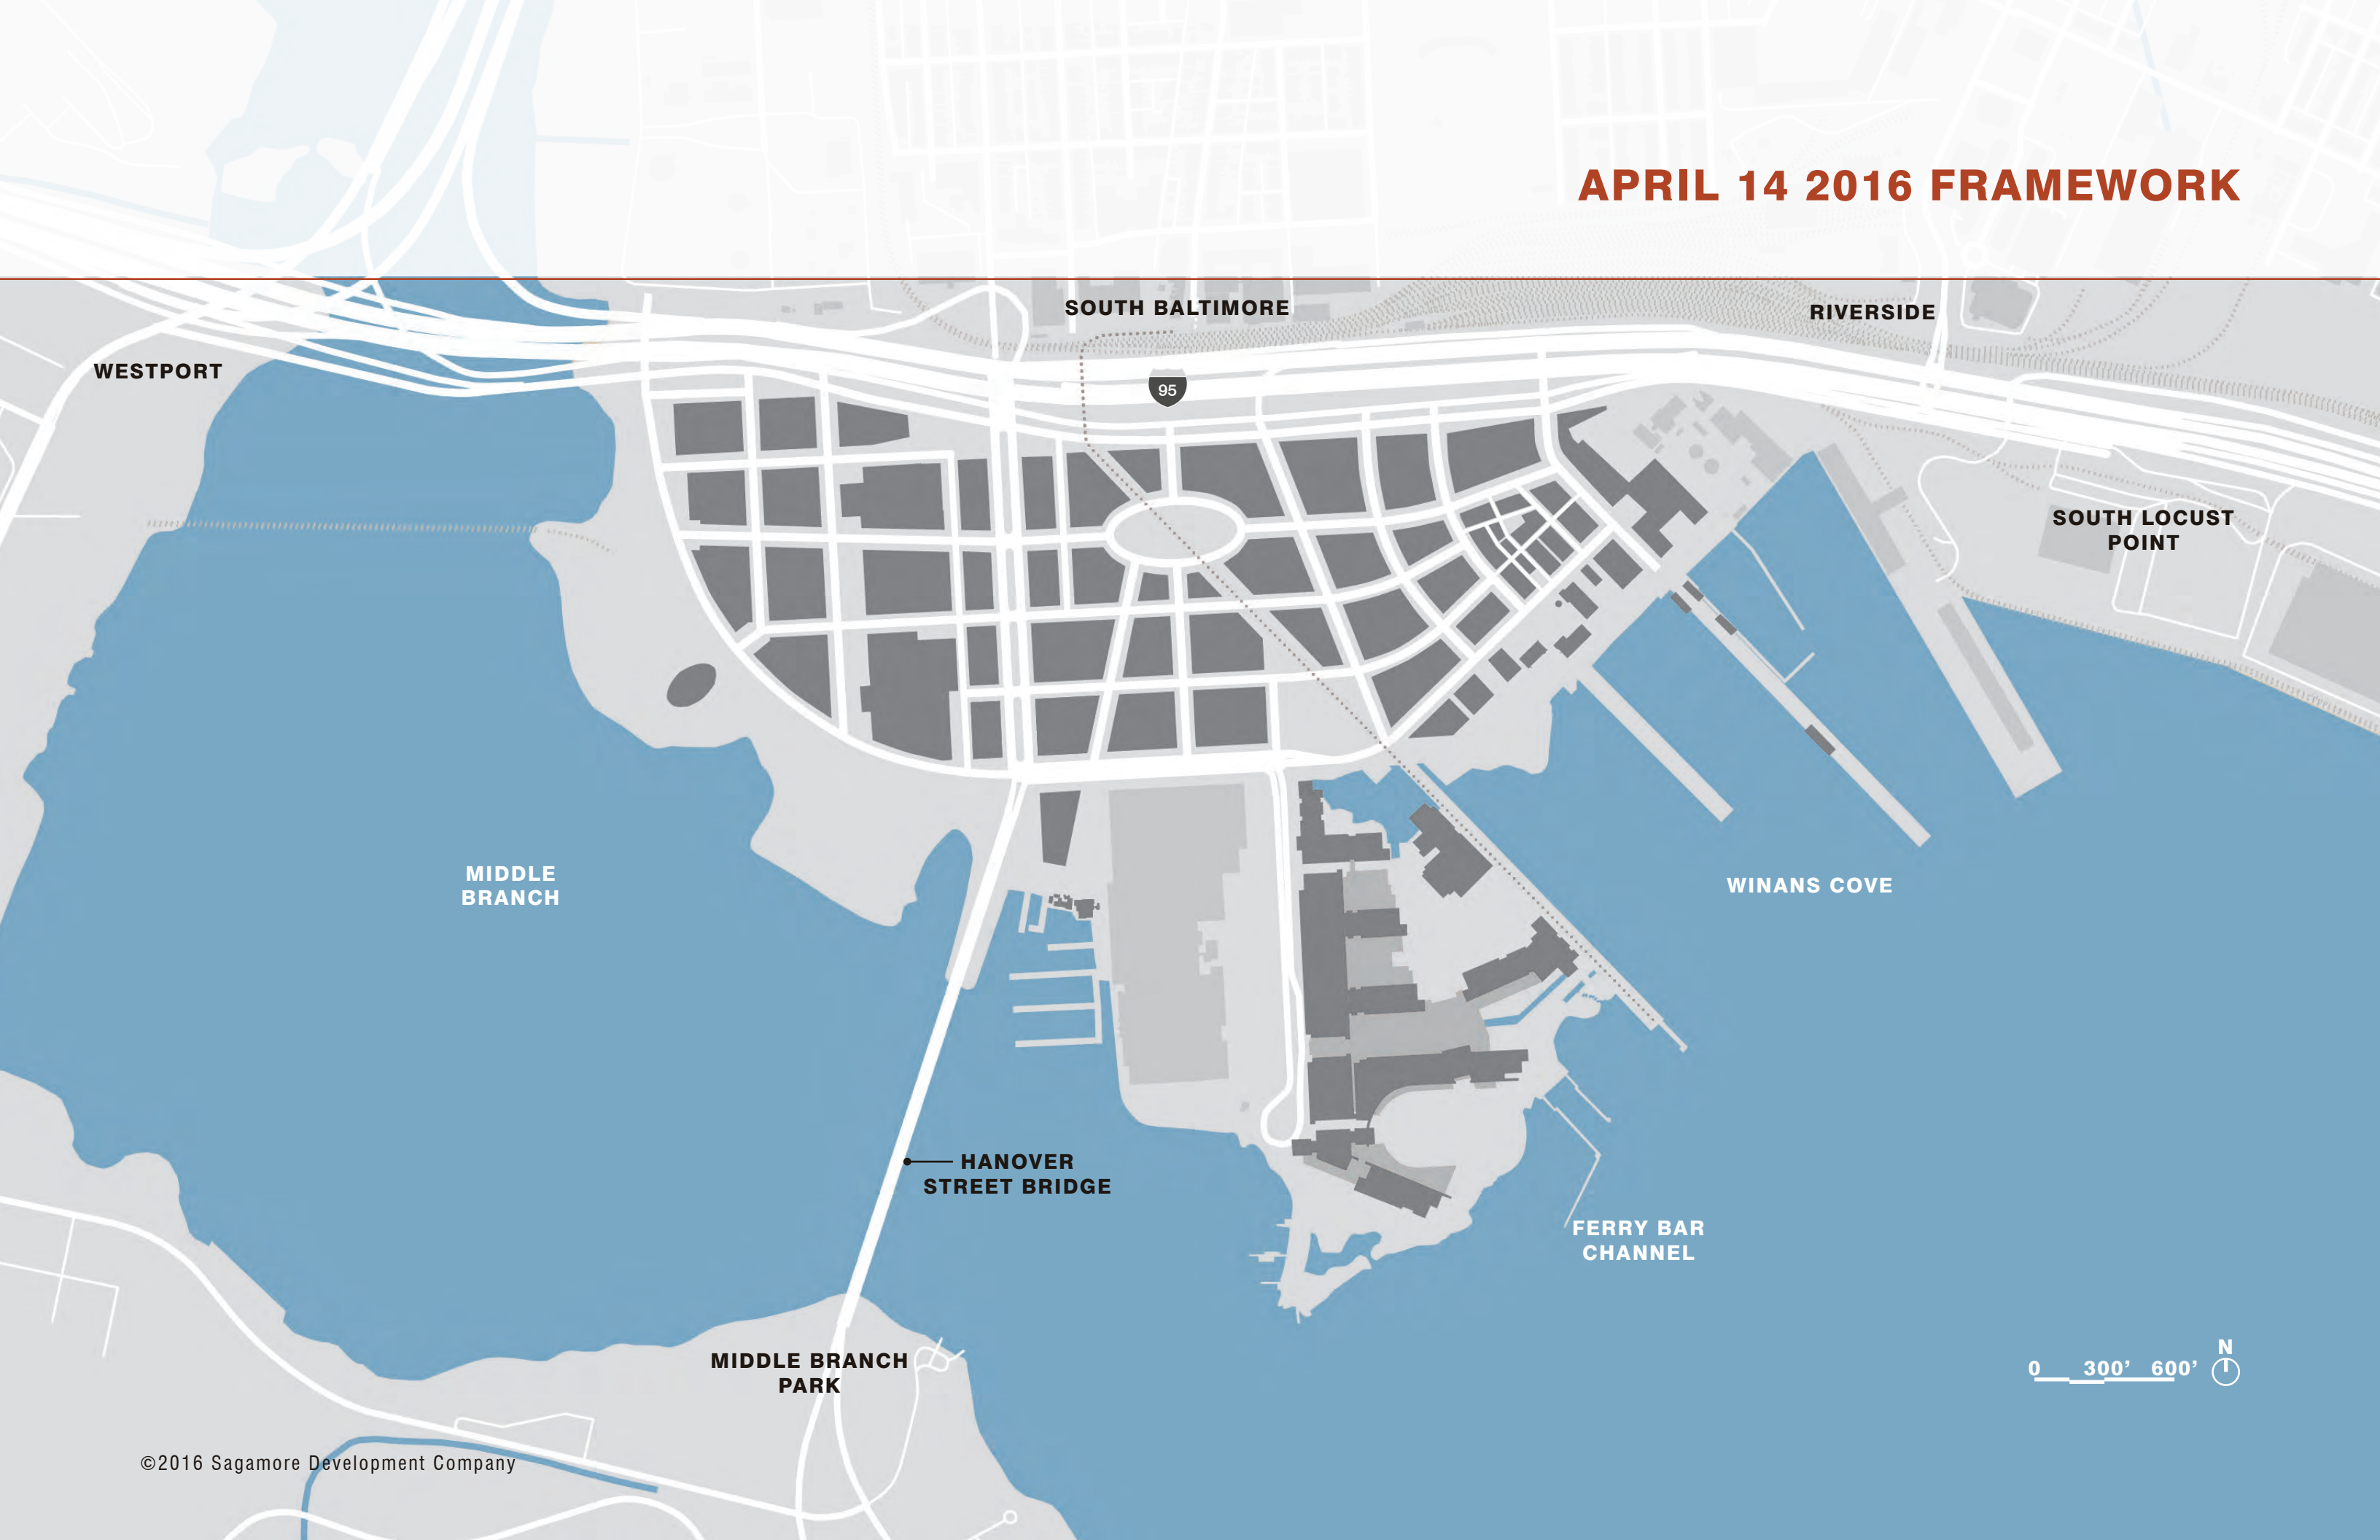 APRIL 14 2016 FRAMEWORK
SOUTH BALTIMORE
RIVERSIDE
WESTPORT
95
SOUTH LOCUST
POINT
MIDDLE
BRANCH
WINANS COVE
HANOVER
STREET BRIDGE
FERRY BAR
CHANNEL
MIDDLE BRANCH
PARK
N
0 300’ 600’
©2016 Sagamore Development Company